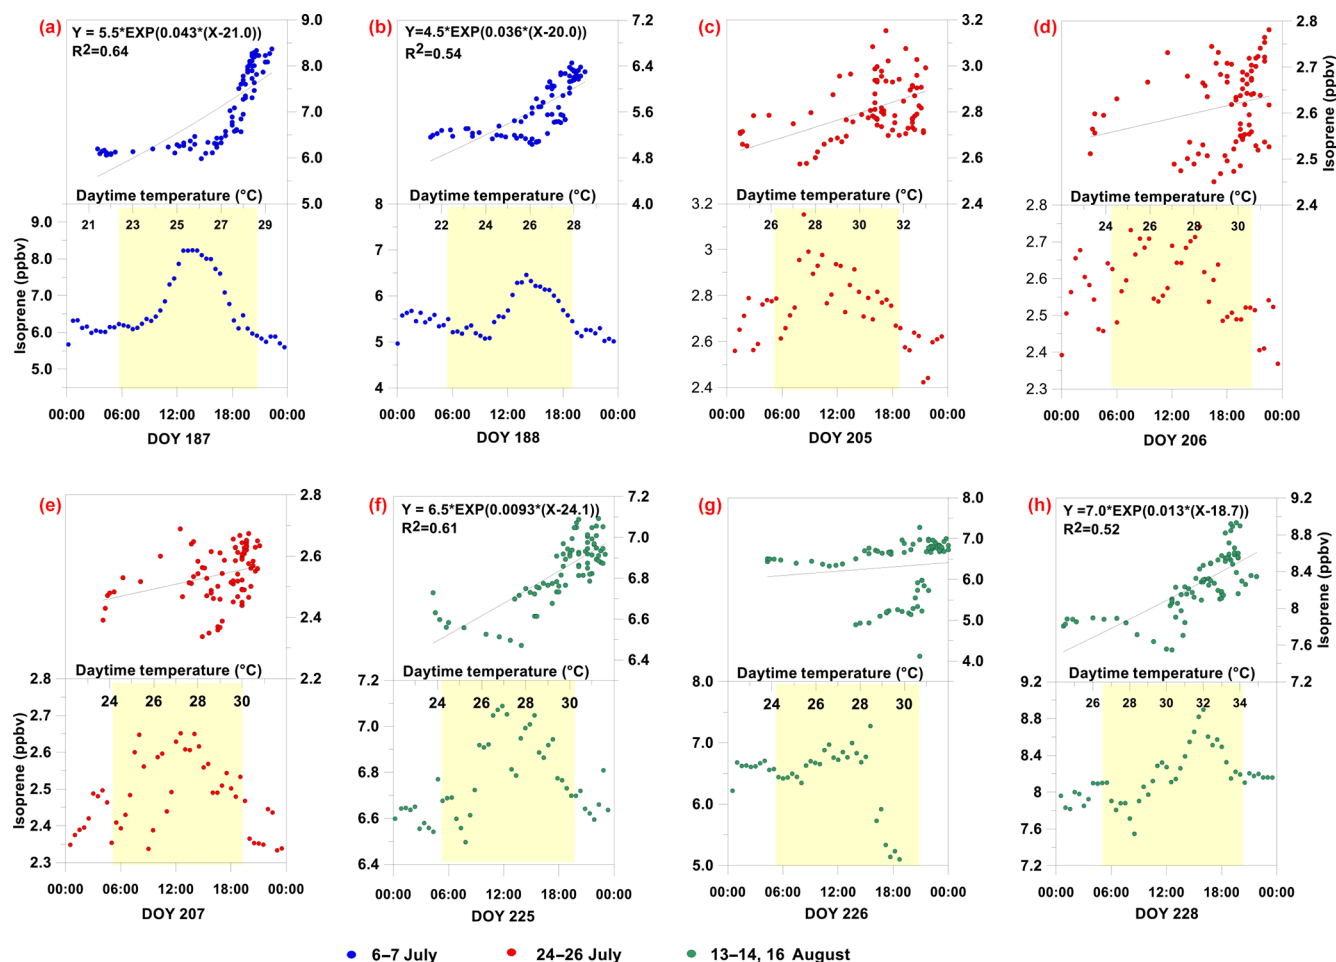 (a)
Y = 5.5*EXP(0.043*(X-21.0))
R2=0.64
9.0
8.0
7.0
6.0
5.0
Daytime temperature (°C)
21 23 25 26 27 28 29
Isoprene (ppbv)
9.0
8.0
7.0
6.0
5.0
00:00 06:00 12:00 18:00 00:00
DOY 187
(b)
Y=4.5*EXP(0.036*(X-20.0))
R2=0.54
7.2
6.4
5.6
4.8
4.0
Daytime temperature (°C)
22 24 26 28
8
7
6
5
4
00:00 06:00 12:00 18:00 00:00
DOY 188
(c)
3.2
3.0
2.8
2.6
2.4
Daytime temperature (°C)
26 28 30 32
3.2
3
2.8
2.6
2.4
00:00 06:00 12:00 18:00 00:00
DOY 205
(d)
2.8
2.7
2.6
2.5
2.4
Isoprene (ppbv)
Daytime temperature (°C)
24 26 28 30
2.8
2.7
2.6
2.5
2.4
2.3
00:00 06:00 12:00 18:00 00:00
DOY 206
(e)
2.8
2.6
2.4
2.2
Daytime temperature (°C)
24 26 28 30
Isoprene (ppbv)
2.8
2.7
2.6
2.5
2.4
2.3
00:00 06:00 12:00 18:00 00:00
DOY 207
(f)
Y = 6.5*EXP(0.0093*(X-24.1))
R2=0.61
7.2
7.0
6.8
6.6
6.4
Daytime temperature (°C)
24 26 28 30
7.2
7.0
6.8
6.6
6.4
00:00 06:00 12:00 18:00 00:00
DOY 225
(g)
8.0
7.0
6.0
5.0
4.0
Daytime temperature (°C)
24 26 28 30
8.0
7.0
6.0
5.0
00:00 06:00 12:00 18:00 00:00
DOY 226
(h)
Y =7.0*EXP(0.013*(X-18.7))
R2=0.52
9.2
8.8
8.4
8
7.6
7.2
Isoprene (ppbv)
Daytime temperature (°C)
24 26 28 30 32 34
9.2
8.8
8.4
8
7.6
7.2
00:00 06:00 12:00 18:00 00:00
DOY 228
6–7 July
24–26 July
13–14, 16 August